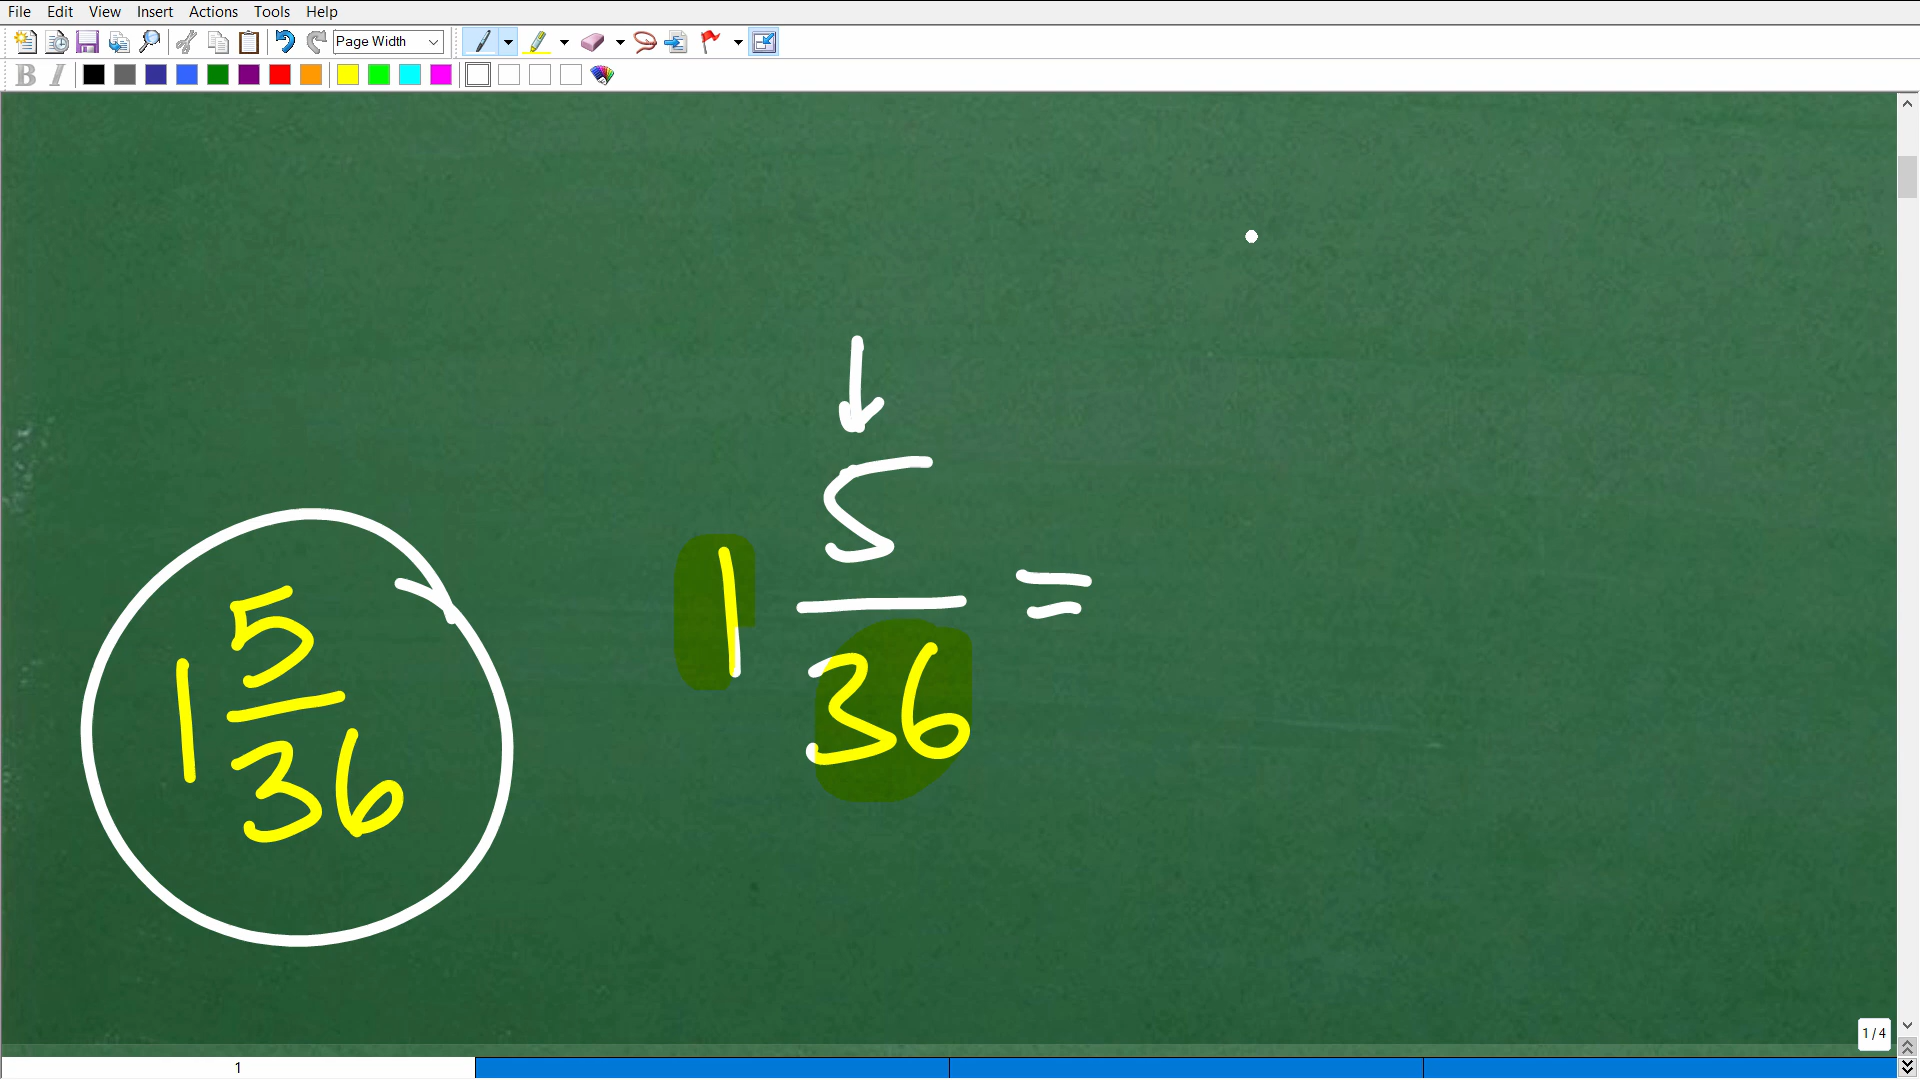 File Edit View Insert Actions Tools Help
Page Width
B I
1 5/36
1 5/36 =
1 / 4
1